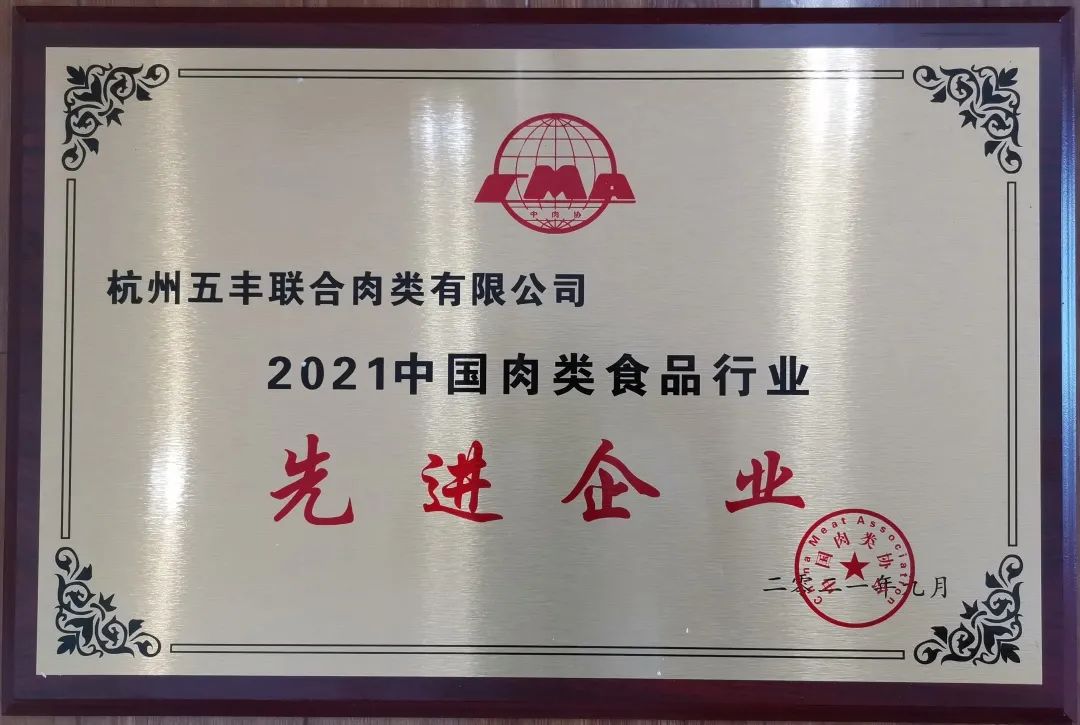 CMA
中肉协
杭州五丰联合肉类有限公司
2021中国肉类食品行业
先进企业
China Meat Association
中国肉类协会
二零二一年九月